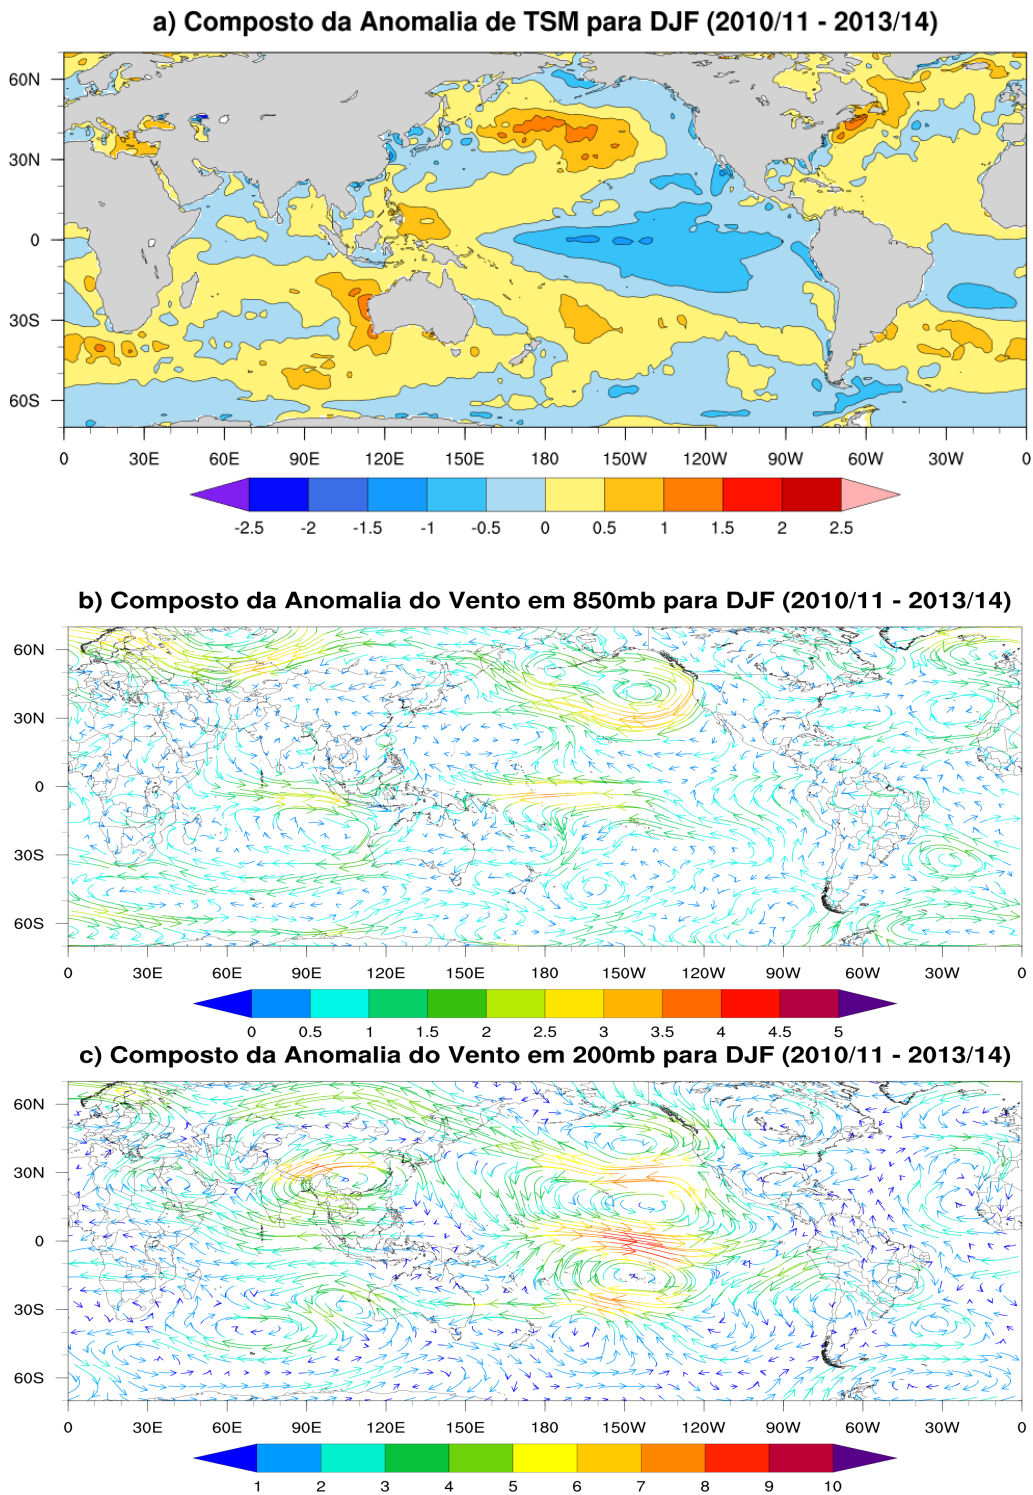 a) Composto da Anomalia de TSM para DJF (2010/11 - 2013/14)
60N
30N
0
30S
60S
0 30E 60E 90E 120E 150E 180 150W 120W 90W 60W 30W 0
-2.5 -2 -1.5 -1 -0.5 0 0.5 1 1.5 2 2.5
b) Composto da Anomalia do Vento em 850mb para DJF (2010/11 - 2013/14)
60N
30N
0
30S
60S
0 30E 60E 90E 120E 150E 180 150W 120W 90W 60W 30W 0
0 0.5 1 1.5 2 2.5 3 3.5 4 4.5 5
c) Composto da Anomalia do Vento em 200mb para DJF (2010/11 - 2013/14)
60N
30N
0
30S
60S
0 30E 60E 90E 120E 150E 180 150W 120W 90W 60W 30W 0
1 2 3 4 5 6 7 8 9 10